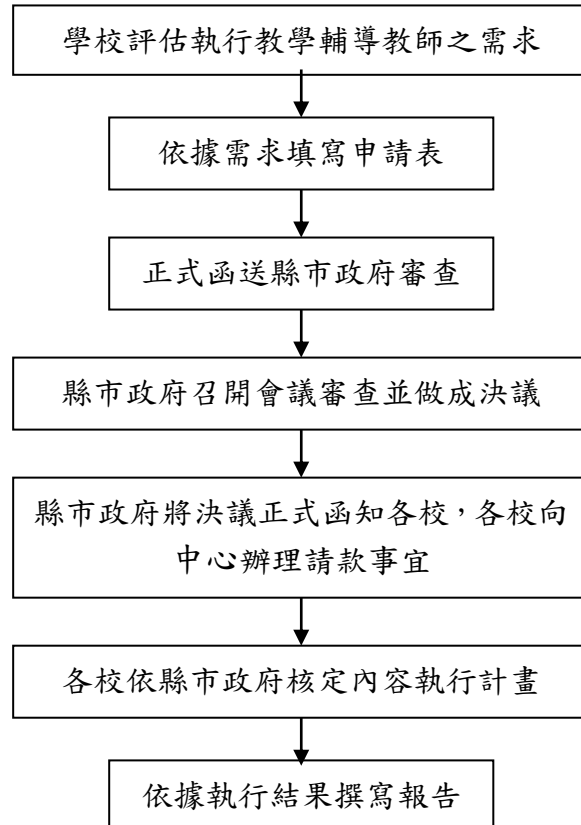 學校評估執行教學輔導教師之需求
依據需求填寫申請表
正式函送縣市政府審查
縣市政府召開會議審查並做成決議
縣市政府將決議正式函知各校，各校向
中心辦理請款事宜
各校依縣市政府核定內容執行計畫
依據執行結果撰寫報告